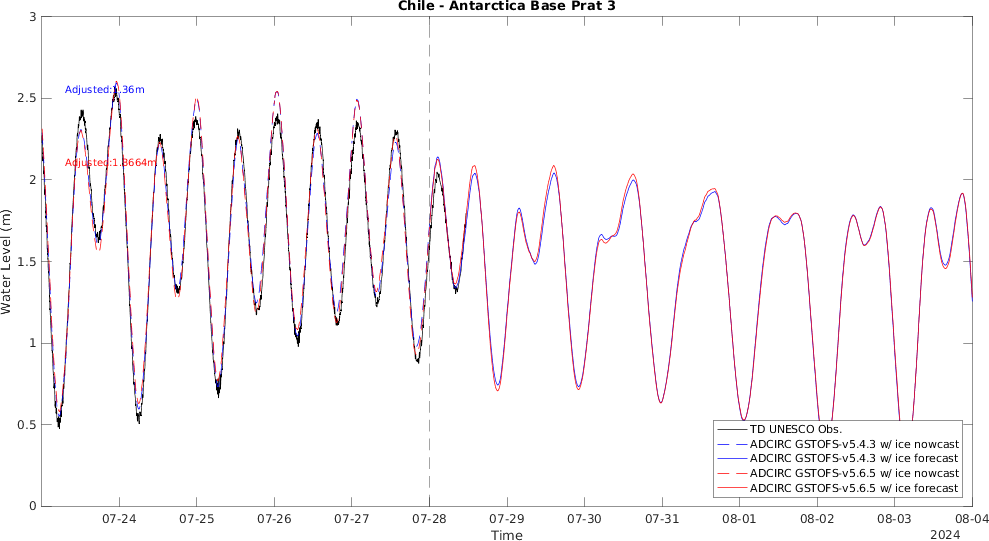 Chile - Antarctica Base Prat 3
3
2.5
2
1.5
1
0.5
0
Water Level (m)
Adjusted:1.36m
Adjusted:1.3664m
TD UNESCO Obs.
ADCIRC GSTOFS-v5.4.3 w/ ice nowcast
ADCIRC GSTOFS-v5.4.3 w/ ice forecast
ADCIRC GSTOFS-v5.6.5 w/ ice nowcast
ADCIRC GSTOFS-v5.6.5 w/ ice forecast
07-24 07-25 07-26 07-27 07-28 07-29 07-30 07-31 08-01 08-02 08-03 08-04
Time
2024